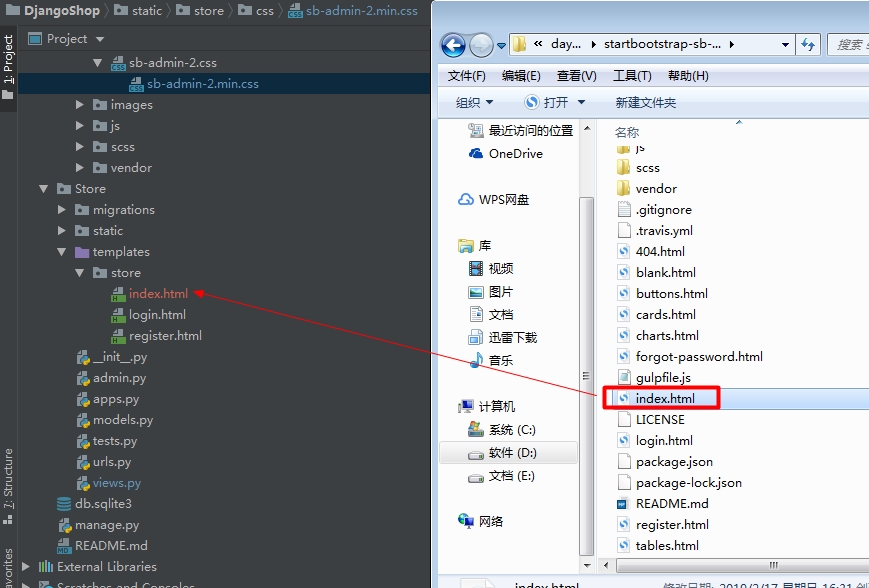 DjangoShop static store css sb-admin-2.min.css
1: Project
Project
sb-admin-2.css
sb-admin-2.min.css
images
js
scss
vendor
Store
migrations
static
templates
store
index.html
login.html
register.html
__init__.py
admin.py
apps.py
models.py
tests.py
urls.py
views.py
db.sqlite3
manage.py
README.md
External Libraries
Scratches and Consoles
7: Structure
Favorites
« day... startbootstrap-sb-... 搜索 s
文件(F) 编辑(E) 查看(V) 工具(T) 帮助(H)
组织 打开 新建文件夹
最近访问的位置
OneDrive
WPS网盘
库
视频
图片
文档
迅雷下载
音乐
计算机
系统 (C:)
软件 (D:)
文档 (E:)
网络
名称
js
scss
vendor
.gitignore
.travis.yml
404.html
blank.html
buttons.html
cards.html
charts.html
forgot-password.html
gulpfile.js
index.html
LICENSE
login.html
package.json
package-lock.json
README.md
register.html
tables.html
index.html 修改日期: 2019/2/17 星期日 16:21